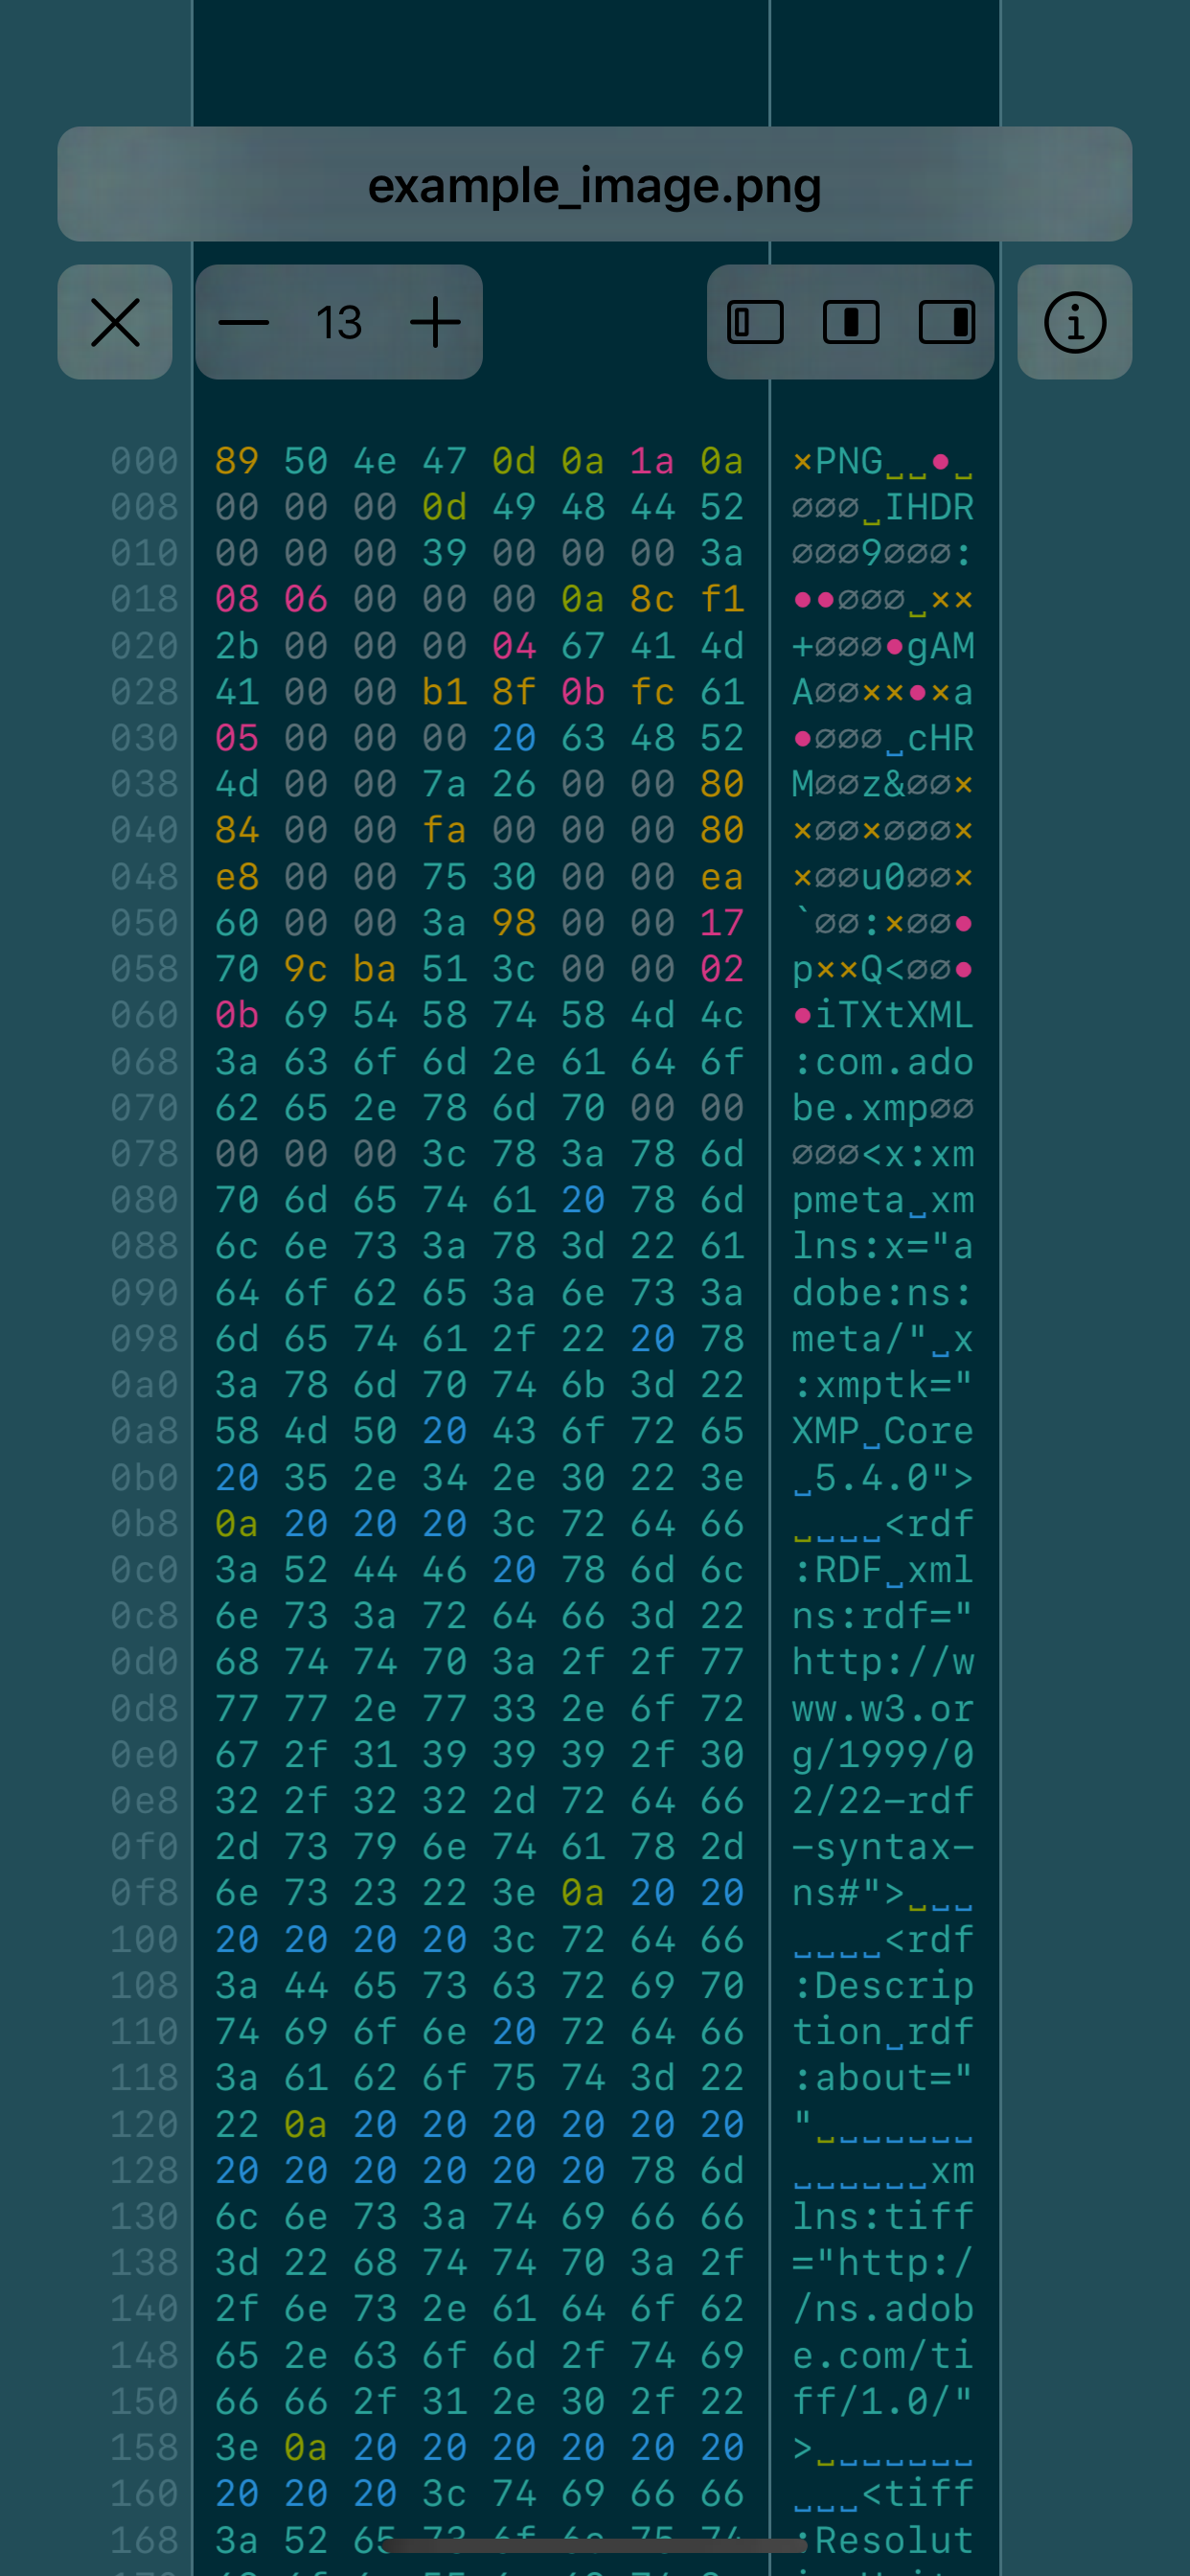 example_image.png
13
000 89 50 4e 47 0d 0a 1a 0a ×PNG␣␣•␣
008 00 00 00 0d 49 48 44 52 ∅∅∅␣IHDR
010 00 00 00 39 00 00 00 3a ∅∅∅9∅∅∅:
018 08 06 00 00 00 0a 8c f1 ••∅∅∅␣××
020 2b 00 00 00 04 67 41 4d +∅∅∅•gAM
028 41 00 00 b1 8f 0b fc 61 A∅∅××•×a
030 05 00 00 00 20 63 48 52 •∅∅∅␣cHR
038 4d 00 00 7a 26 00 00 80 M∅∅z&∅∅×
040 84 00 00 fa 00 00 00 80 ×∅∅×∅∅∅×
048 e8 00 00 75 30 00 00 ea ×∅∅u0∅∅×
050 60 00 00 3a 98 00 00 17 `∅∅:×∅∅•
058 70 9c ba 51 3c 00 00 02 p××Q<∅∅•
060 0b 69 54 58 74 58 4d 4c •iTXtXML
068 3a 63 6f 6d 2e 61 64 6f :com.ado
070 62 65 2e 78 6d 70 00 00 be.xmp∅∅
078 00 00 00 3c 78 3a 78 6d ∅∅∅<x:xm
080 70 6d 65 74 61 20 78 6d pmeta␣xm
088 6c 6e 73 3a 78 3d 22 61 lns:x="a
090 64 6f 62 65 3a 6e 73 3a dobe:ns:
098 6d 65 74 61 2f 22 20 78 meta/"␣x
0a0 3a 78 6d 70 74 6b 3d 22 :xmptk="
0a8 58 4d 50 20 43 6f 72 65 XMP␣Core
0b0 20 35 2e 34 2e 30 22 3e ␣5.4.0">
0b8 0a 20 20 20 3c 72 64 66 ␣␣␣␣<rdf
0c0 3a 52 44 46 20 78 6d 6c :RDF␣xml
0c8 6e 73 3a 72 64 66 3d 22 ns:rdf="
0d0 68 74 74 70 3a 2f 2f 77 http://w
0d8 77 77 2e 77 33 2e 6f 72 ww.w3.or
0e0 67 2f 31 39 39 39 2f 30 g/1999/0
0e8 32 2f 32 32 2d 72 64 66 2/22-rdf
0f0 2d 73 79 6e 74 61 78 2d -syntax-
0f8 6e 73 23 22 3e 0a 20 20 ns#">␣␣␣
100 20 20 20 20 3c 72 64 66 ␣␣␣␣<rdf
108 3a 44 65 73 63 72 69 70 :Descrip
110 74 69 6f 6e 20 72 64 66 tion␣rdf
118 3a 61 62 6f 75 74 3d 22 :about="
120 22 0a 20 20 20 20 20 20 "␣␣␣␣␣␣␣
128 20 20 20 20 20 20 78 6d ␣␣␣␣␣␣xm
130 6c 6e 73 3a 74 69 66 66 lns:tiff
138 3d 22 68 74 74 70 3a 2f ="http:/
140 2f 6e 73 2e 61 64 6f 62 /ns.adob
148 65 2e 63 6f 6d 2f 74 69 e.com/ti
150 66 66 2f 31 2e 30 2f 22 ff/1.0/"
158 3e 0a 20 20 20 20 20 20 >␣␣␣␣␣␣␣
160 20 20 20 3c 74 69 66 66 ␣␣␣<tiff
168 3a 52 65 73 6f 6c 75 74 :Resolut